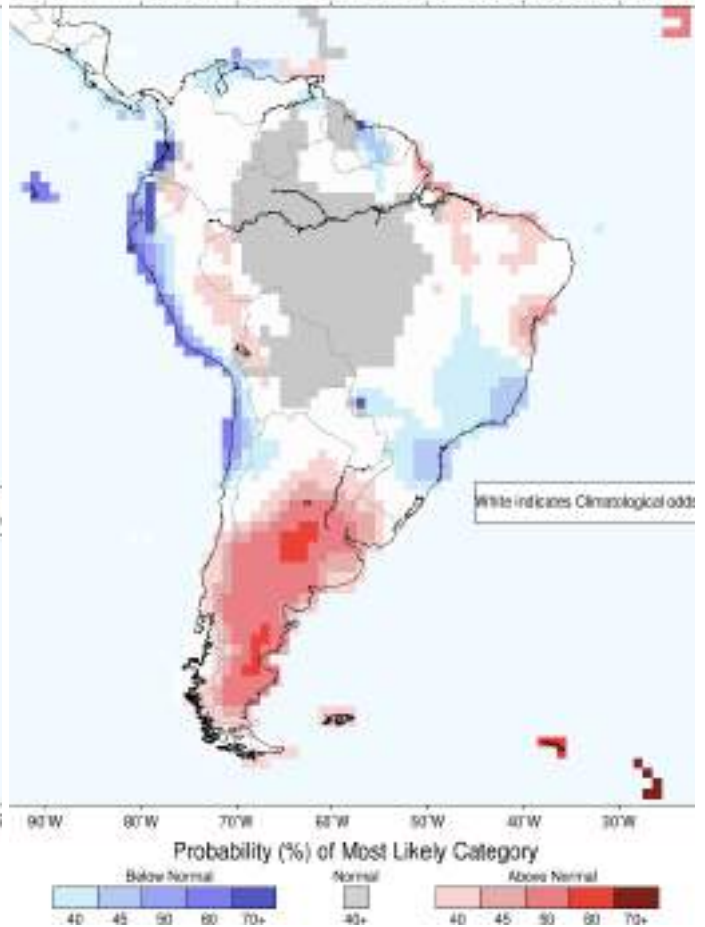 White indicates Climatological odds
90°W 80°W 70°W 60°W 50°W 40°W 30°W
Probability (%) of Most Likely Category
Below Normal Normal Above Normal
40 45 50 60 70+ 40+ 40 45 50 60 70+